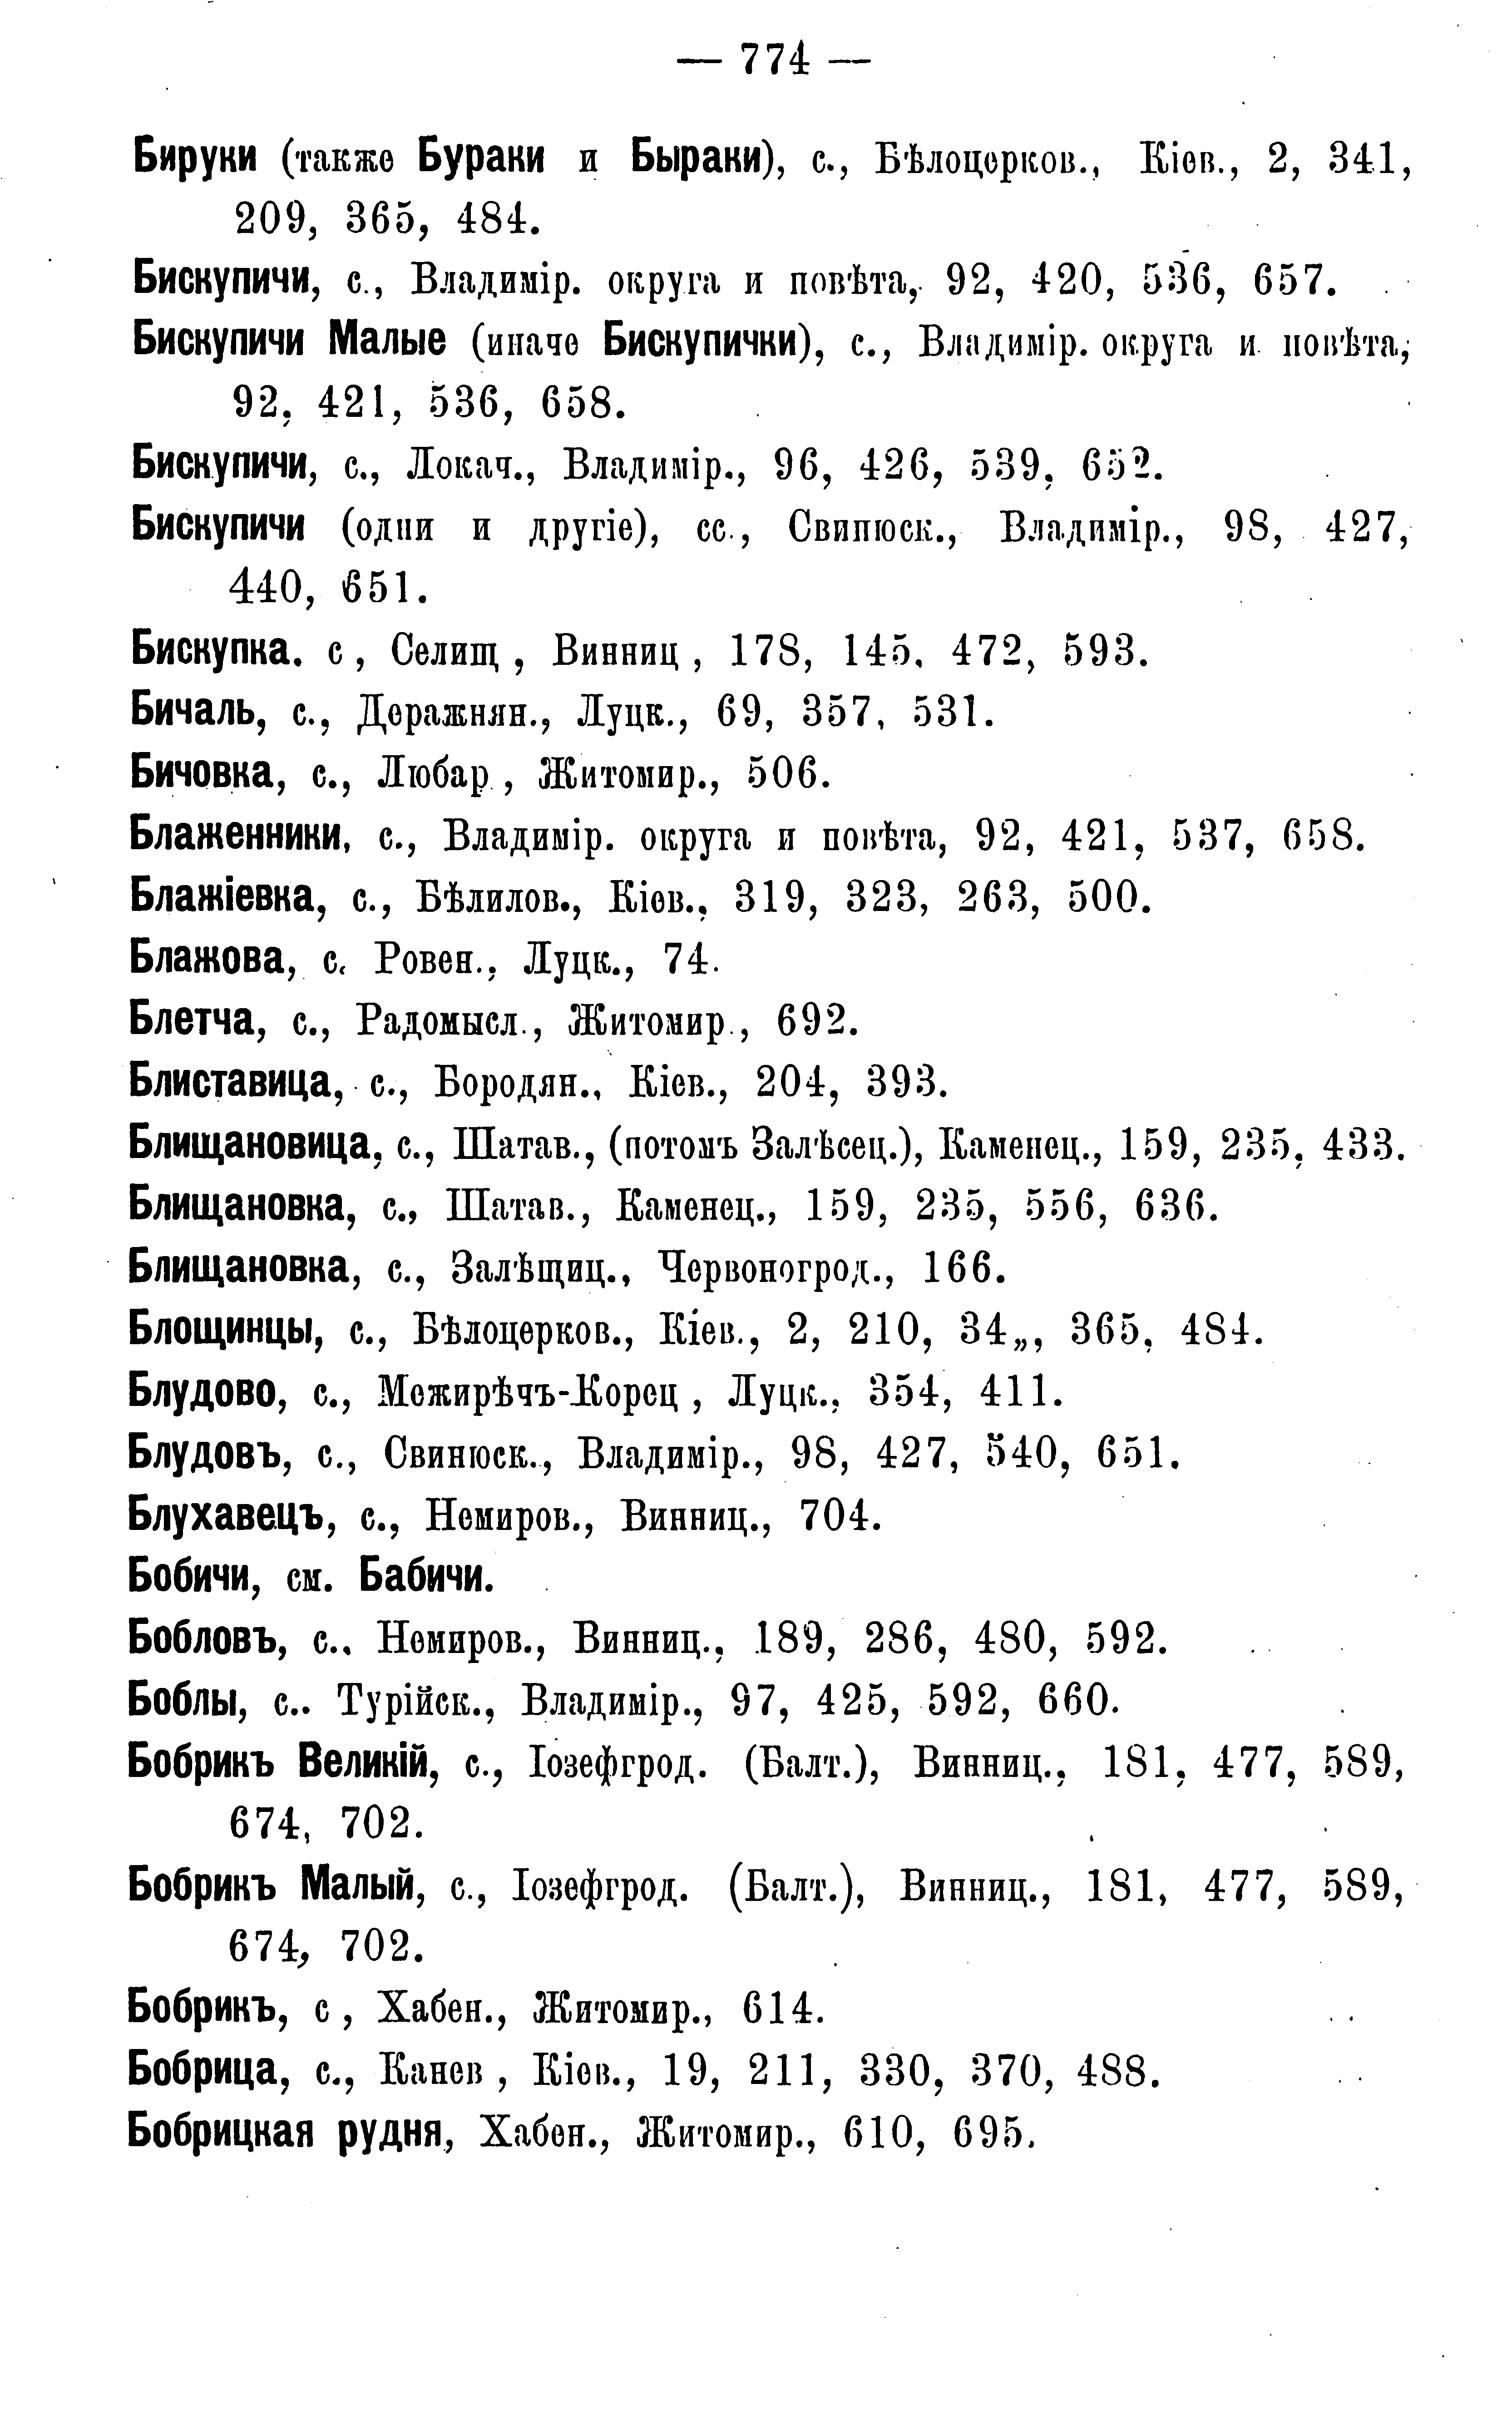 — 774 —
Бируки (также Бураки и Быраки), с., Бѣлоцерков., Кіев., 2, 341,
209, 365, 484.
Бискупичи, с., Владимір. округа и повѣта, 92, 420, 536, 657.
Бискупичи Малые (иначе Бискупички), с., Владимір. округа и повѣта,
92, 421, 536, 658.
Бискупичи, с., Локач., Владимір., 96, 426, 539, 652.
Бискупичи (одни и другіе), сс., Свинюск., Владимір., 98, 427,
440, 651.
Бискупка. с , Селищ , Винниц , 178, 145, 472, 593.
Бичаль, с., Деражнян., Луцк., 69, 357, 531.
Бичовка, с., Любар , Житомир., 506.
Блаженники, с., Владимір. округа и повѣта, 92, 421, 537, 658.
Блажіевка, с., Бѣлилов., Кіев., 319, 323, 263, 500.
Блажова, с. Ровен., Луцк., 74.
Блетча, с., Радомысл., Житомир., 692.
Блиставица, с., Бородян., Кіев., 204, 393.
Блищановица, с., Шатав., (потомъ Залѣсец.), Каменец., 159, 235, 433.
Блищановка, с., Шатав., Каменец., 159, 235, 556, 636.
Блищановка, с., Залѣщиц., Червоногрод., 166.
Блощинцы, с., Бѣлоцерков., Кіев., 2, 210, 34„, 365, 484.
Блудово, с., Межирѣчъ-Корец , Луцк., 354, 411.
Блудовъ, с., Свинюск., Владимір., 98, 427, 540, 651.
Блухавецъ, с., Немиров., Винниц., 704.
Бобичи, см. Бабичи.
Бобловъ, с., Немиров., Винниц., 189, 286, 480, 592.
Боблы, с.. Турійск., Владимір., 97, 425, 592, 660.
Бобрикъ Великій, с., Іозефгрод. (Балт.), Винниц., 181, 477, 589,
674, 702.
Бобрикъ Малый, с., Іозефгрод. (Балт.), Винниц., 181, 477, 589,
674, 702.
Бобрикъ, с , Хабен., Житомир., 614.
Бобрица, с., Канев , Кіев., 19, 211, 330, 370, 488.
Бобрицкая рудня, Хабен., Житомир., 610, 695.